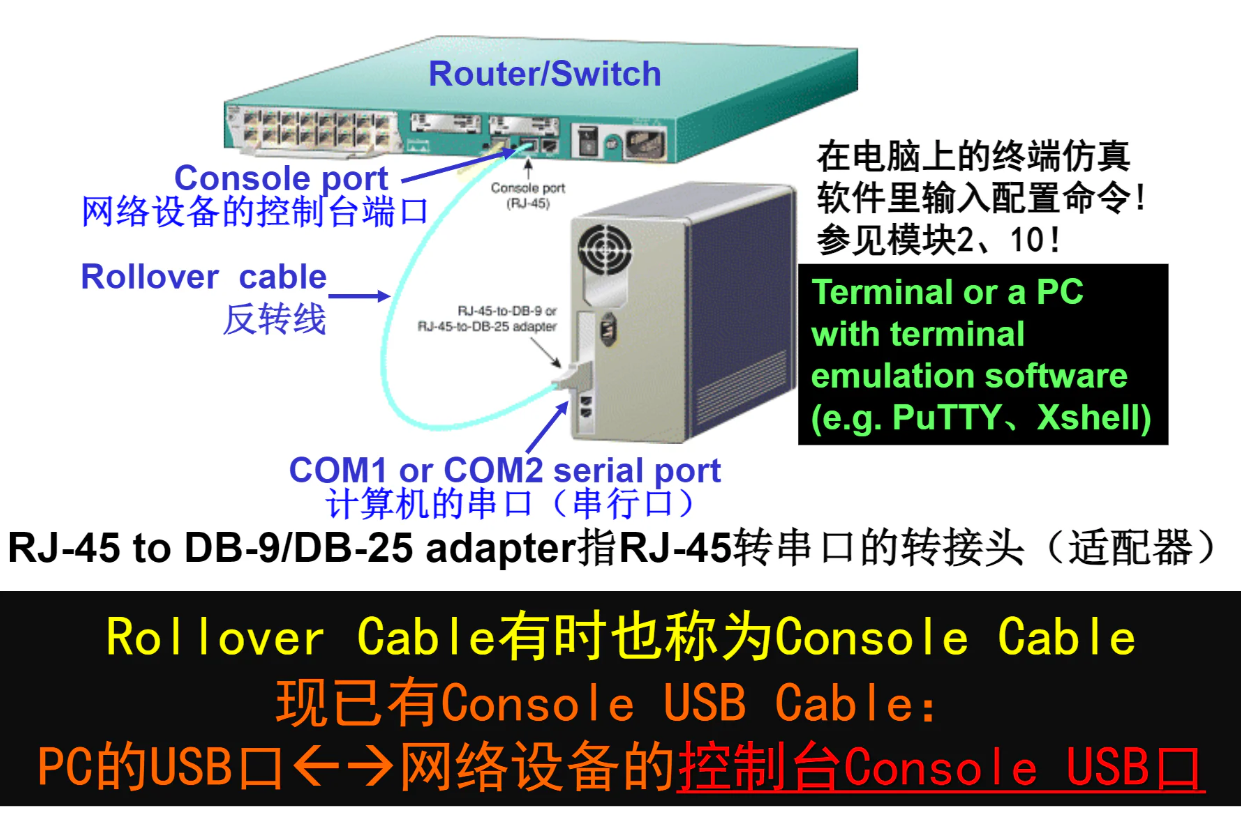 Router/Switch
Console port
网络设备的控制台端口
Console port
(RJ-45)
在电脑上的终端仿真
软件里输入配置命令!
参见模块2、10!
Rollover cable
反转线
RJ-45-to-DB-9 or
RJ-45-to-DB-25 adapter
Terminal or a PC
with terminal
emulation software
(e.g. PuTTY、Xshell)
COM1 or COM2 serial port
计算机的串口（串行口）
RJ-45 to DB-9/DB-25 adapter指RJ-45转串口的转接头（适配器）
Rollover Cable有时也称为Console Cable
现已有Console USB Cable：
PC的USB口←→网络设备的控制台Console USB口